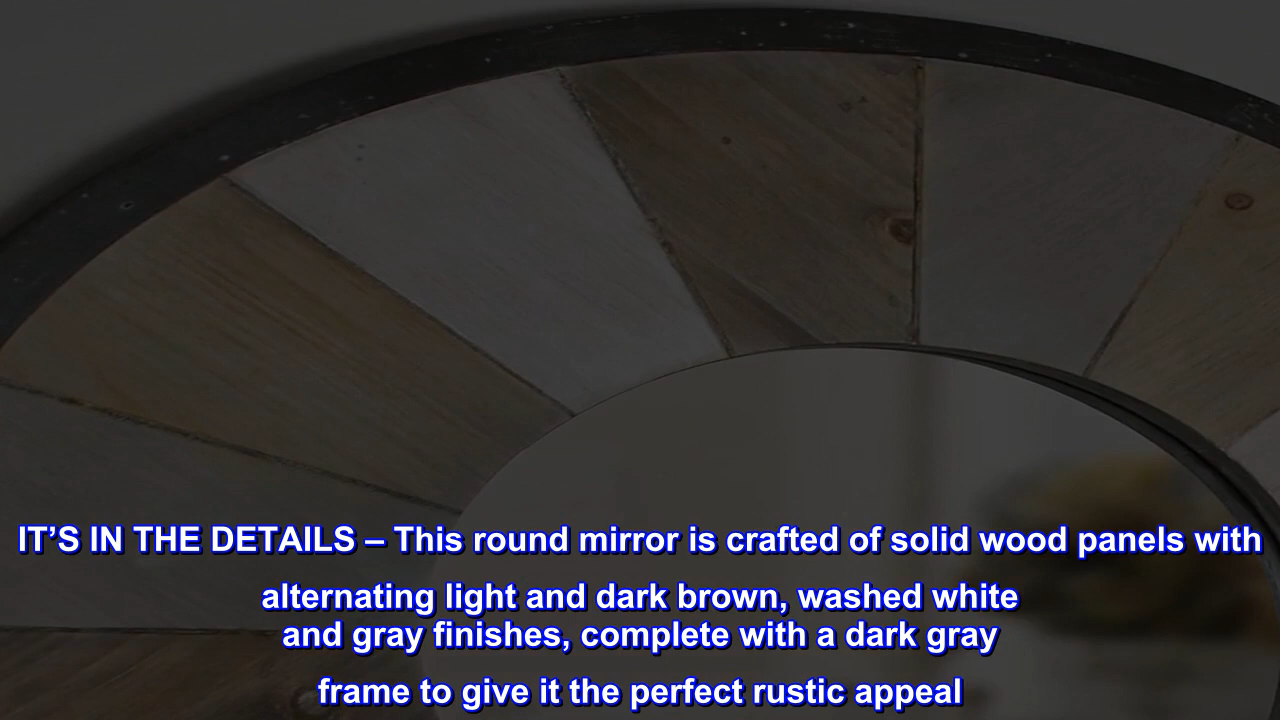 IT’S IN THE DETAILS – This round mirror is crafted of solid wood panels with
alternating light and dark brown, washed white
and gray finishes, complete with a dark gray
frame to give it the perfect rustic appeal